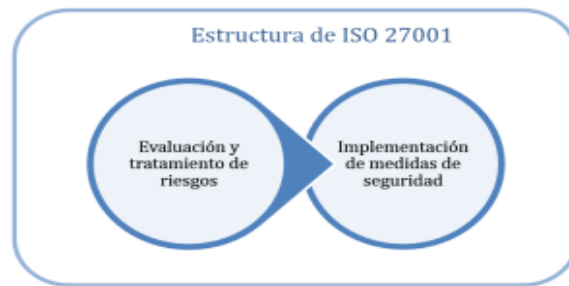 Estructura de ISO 27001
Evaluación y
tratamiento de
riesgos
Implementación
de medidas de
seguridad